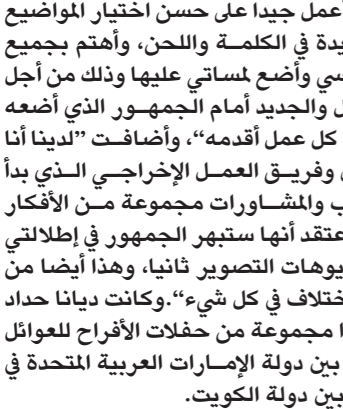 أعمل جيدا على حسن اختيار المواضيع
يدة في الكلمة واللحن، وأهتم بجميع
سي وأضع لمساتي عليها وذلك من أجل
ل والجديد أمام الجمهور الذي أضعه
كل عمل أقدمه“، وأضافت ”لدينا أنا
وفريق العمل الإخراجي الذي بدأ
ب والمشاورات مجموعة من الأفكار
عتقد أنها ستبهر الجمهور في إطلالتي
يوهات التصوير ثانيا، وهذا أيضا من
ختلاف في كل شيء“.وكانت ديانا حداد
ا مجموعة من حفلات الأفراح للعوائل
بين دولة الإمارات العربية المتحدة في
بين دولة الكويت.